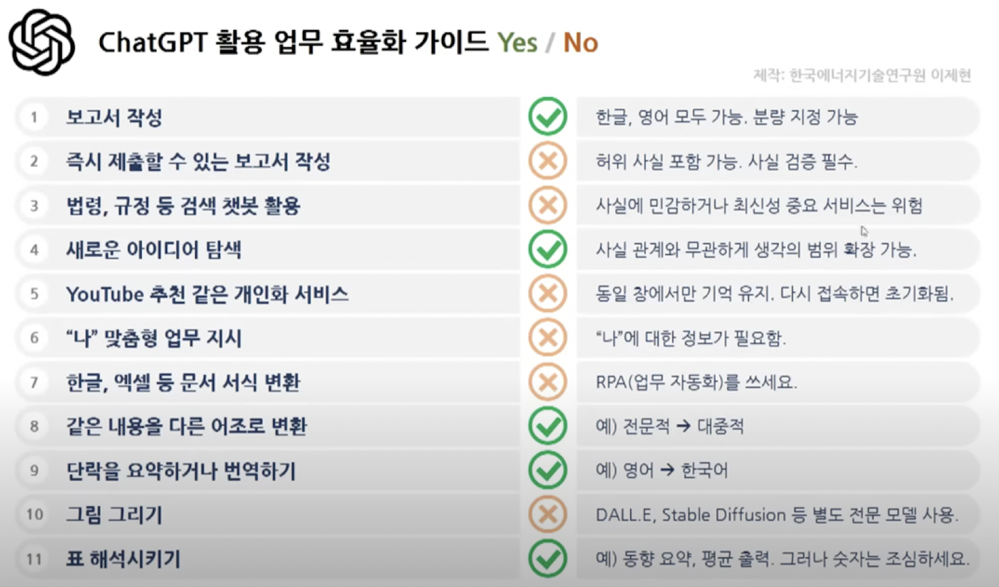 ChatGPT 활용 업무 효율화 가이드 Yes / No
제작: 한국에너지기술연구원 이제현
1 보고서 작성 한글, 영어 모두 가능. 분량 지정 가능
2 즉시 제출할 수 있는 보고서 작성 허위 사실 포함 가능. 사실 검증 필수.
3 법령, 규정 등 검색 챗봇 활용 사실에 민감하거나 최신성 중요 서비스는 위험
4 새로운 아이디어 탐색 사실 관계와 무관하게 생각의 범위 확장 가능.
5 YouTube 추천 같은 개인화 서비스 동일 창에서만 기억 유지. 다시 접속하면 초기화됨.
6 “나” 맞춤형 업무 지시 “나”에 대한 정보가 필요함.
7 한글, 엑셀 등 문서 서식 변환 RPA(업무 자동화)를 쓰세요.
8 같은 내용을 다른 어조로 변환 예) 전문적 → 대중적
9 단락을 요약하거나 번역하기 예) 영어 → 한국어
10 그림 그리기 DALL.E, Stable Diffusion 등 별도 전문 모델 사용.
11 표 해석시키기 예) 동향 요약, 평균 출력. 그러나 숫자는 조심하세요.